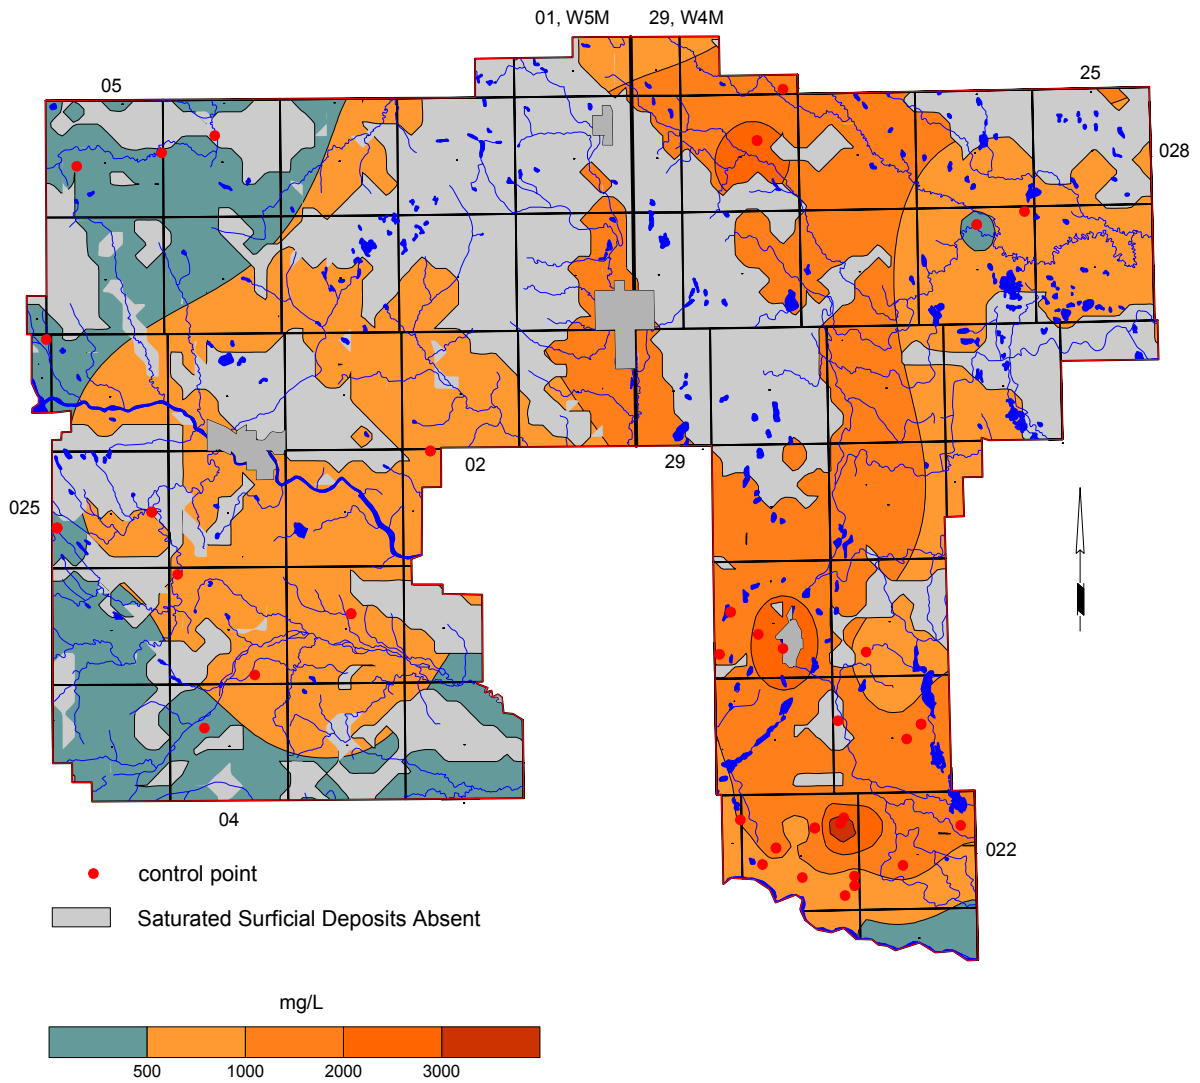 01, W5M
29, W4M
05
25
028
02
29
025
04
022
control point
Saturated Surficial Deposits Absent
mg/L
500
1000
2000
3000